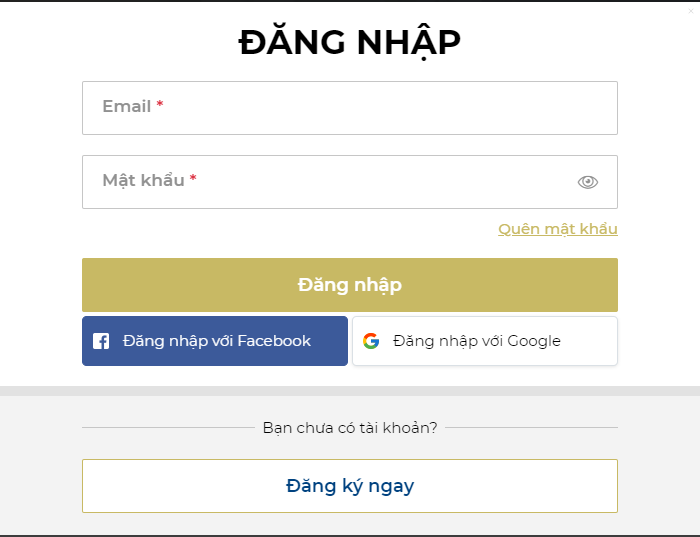 ĐĂNG NHẬP
Email *
Mật khẩu *
Quên mật khẩu
Đăng nhập
Đăng nhập với Facebook
Đăng nhập với Google
Bạn chưa có tài khoản?
Đăng ký ngay